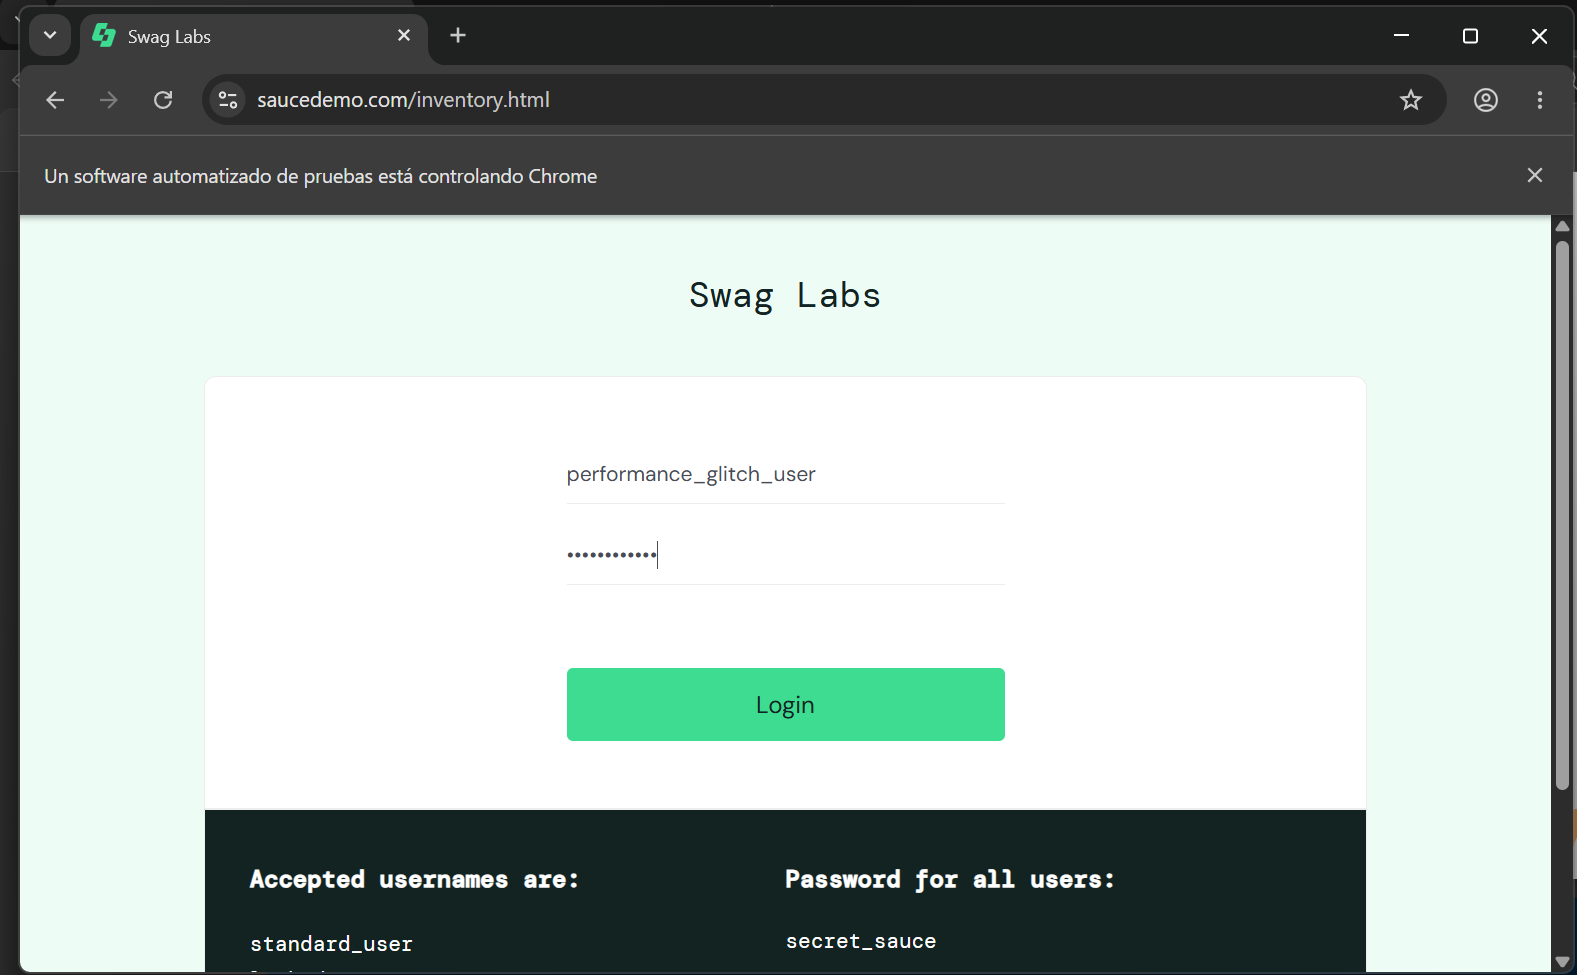 Swag Labs
saucedemo.com/inventory.html
Un software automatizado de pruebas está controlando Chrome
Swag Labs
performance_glitch_user
••••••••••••
Login
Accepted usernames are:
standard_user
Password for all users:
secret_sauce